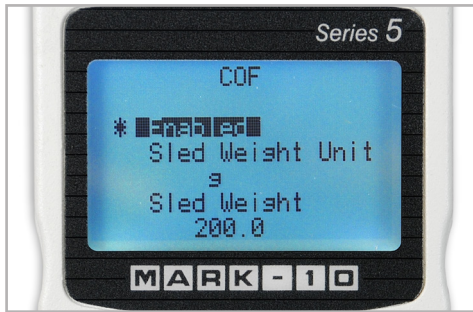 Series 5
COF
* Enabled
Sled Weight Unit
g
Sled Weight
200.0
MARK-10